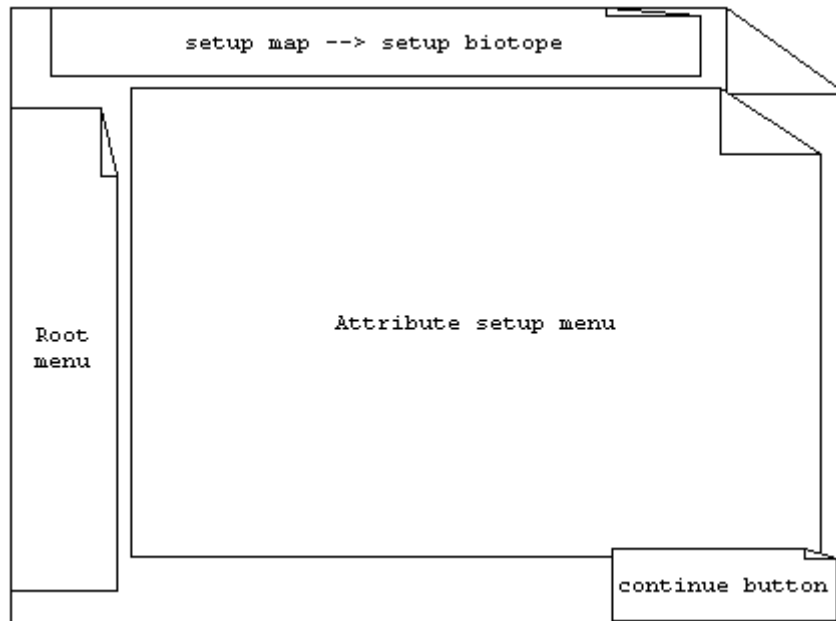 setup map --> setup biotope
Root
menu
Attribute setup menu
continue button